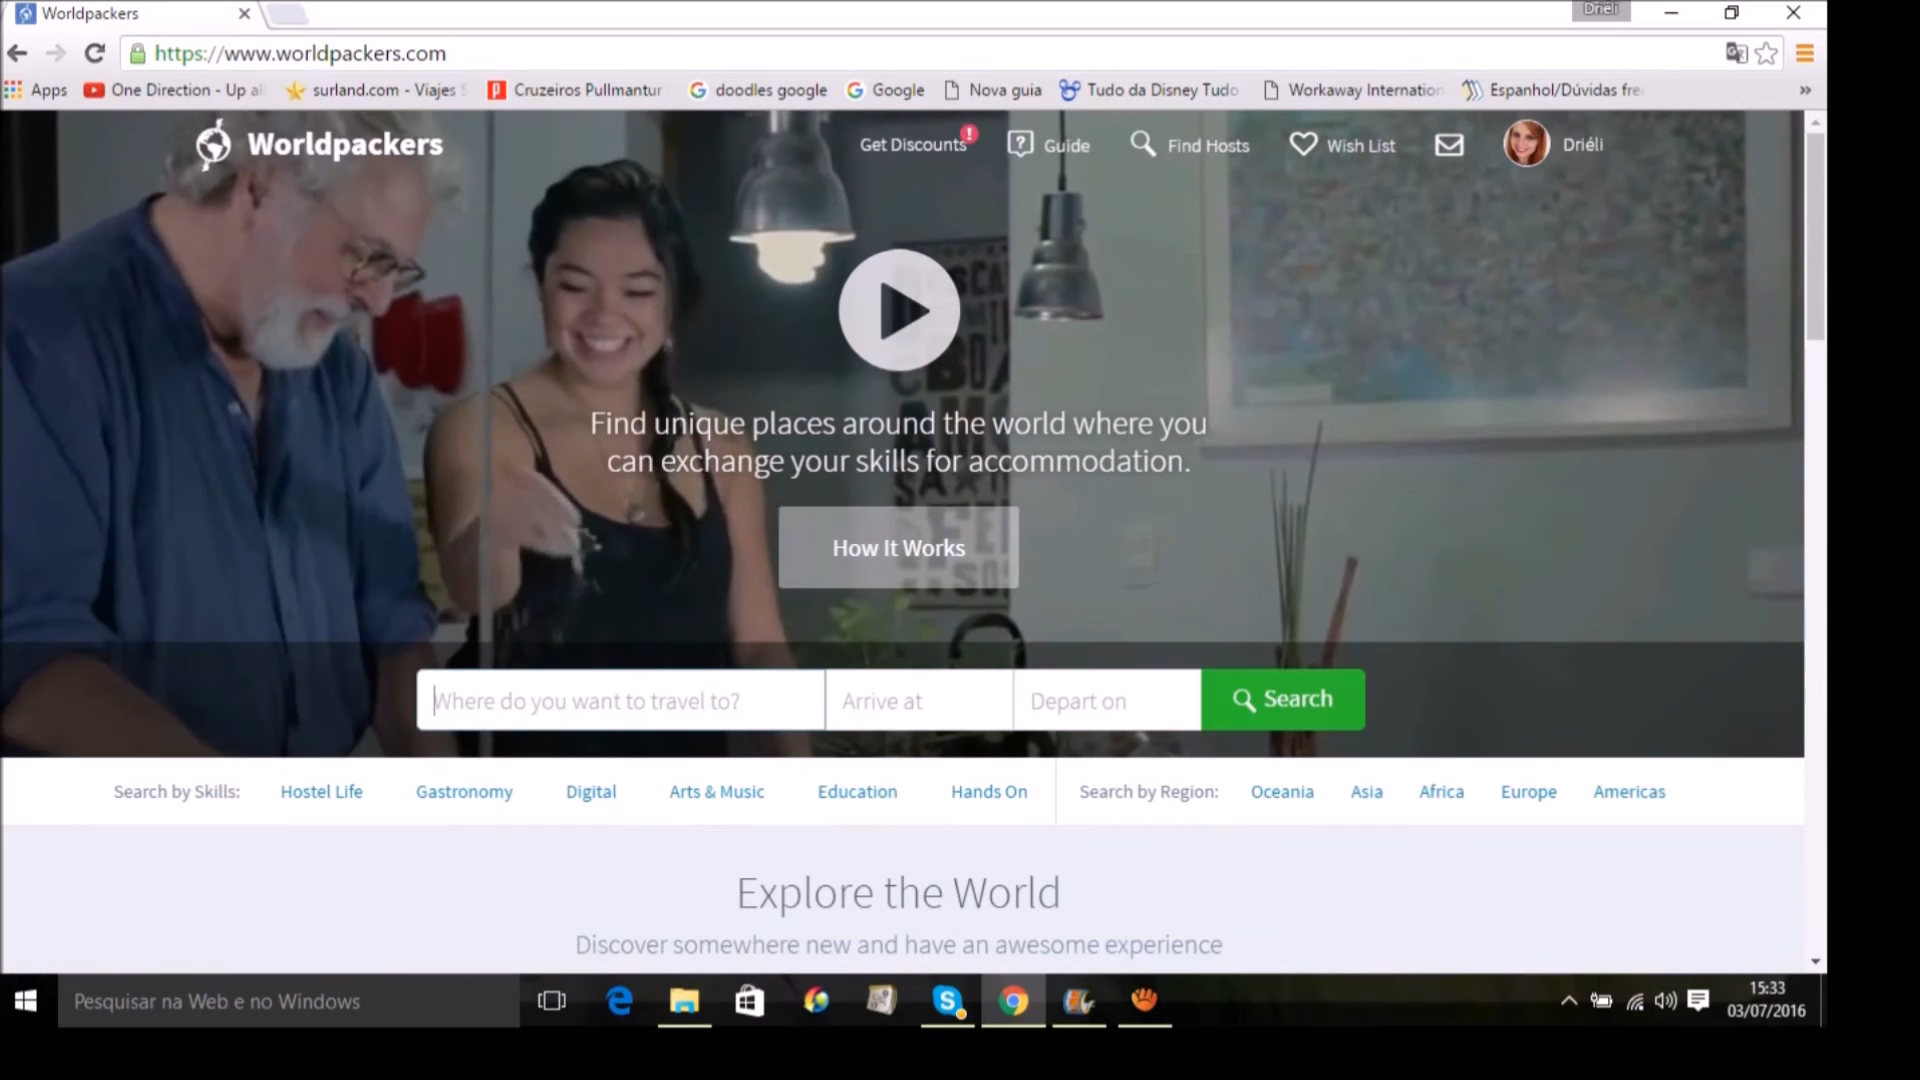 Worldpackers
Driéli
https://www.worldpackers.com
Apps
One Direction - Up al
surland.com - Viajes S
Cruzeiros Pullmantur
doodles google
Google
Nova guia
Tudo da Disney Tudo
Workaway Internation
Espanhol/Dúvidas fre
Worldpackers
Get Discounts !
Guide
Find Hosts
Wish List
Driéli
Find unique places around the world where you
can exchange your skills for accommodation.
How It Works
Where do you want to travel to?
Arrive at
Depart on
Search
Search by Skills: Hostel Life Gastronomy Digital Arts & Music Education Hands On
Search by Region: Oceania Asia Africa Europe Americas
Explore the World
Discover somewhere new and have an awesome experience
Pesquisar na Web e no Windows
15:33
03/07/2016